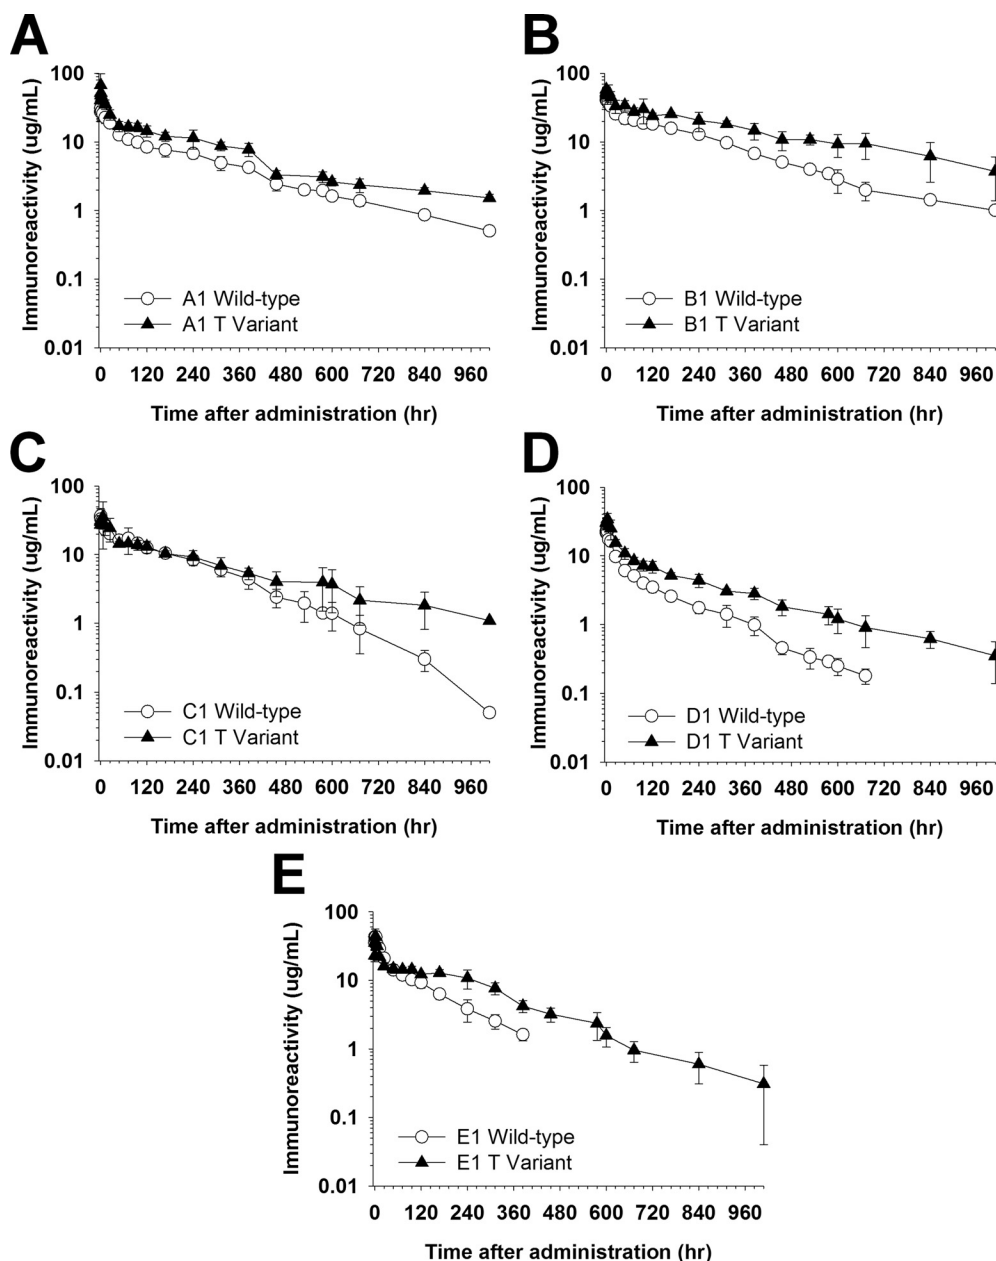 A
B
Immunoreactivity (ug/mL)
100
10
1
0.1
0.01
A1 Wild-type
A1 T Variant
0 120 240 360 480 600 720 840 960
Time after administration (hr)
Immunoreactivity (ug/mL)
100
10
1
0.1
0.01
B1 Wild-type
B1 T Variant
0 120 240 360 480 600 720 840 960
Time after administration (hr)
C
D
Immunoreactivity (ug/mL)
100
10
1
0.1
0.01
C1 Wild-type
C1 T Variant
0 120 240 360 480 600 720 840 960
Time after administration (hr)
Immunoreactivity (ug/mL)
100
10
1
0.1
0.01
D1 Wild-type
D1 T Variant
0 120 240 360 480 600 720 840 960
Time after administration (hr)
E
Immunoreactivity (ug/mL)
100
10
1
0.1
0.01
E1 Wild-type
E1 T Variant
0 120 240 360 480 600 720 840 960
Time after administration (hr)